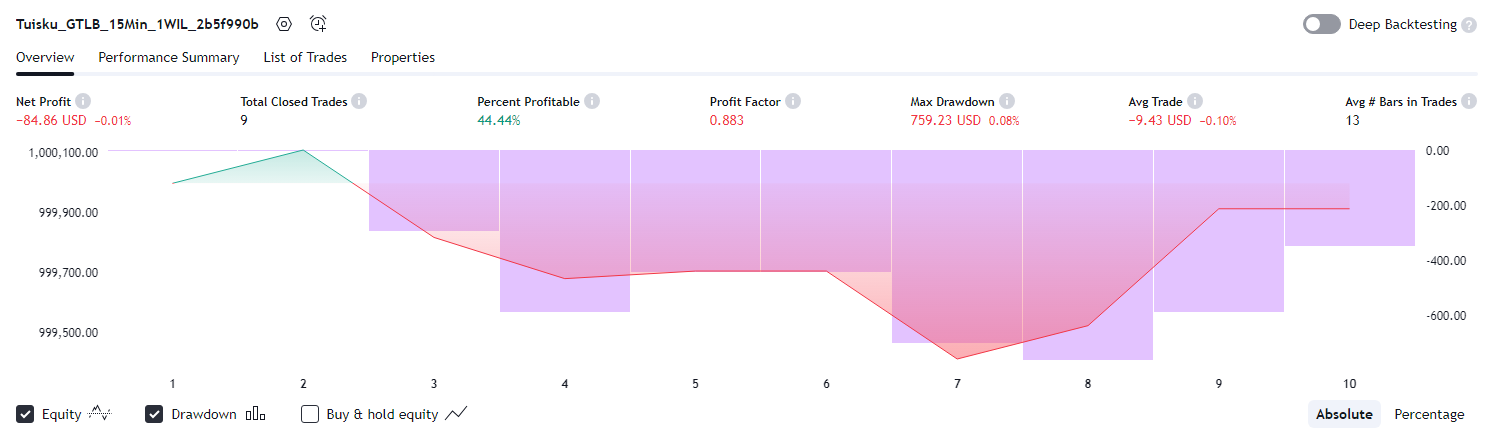 Tuisku_GTLB_15Min_1WIL_2b5f990b Deep Backtesting ?
Overview Performance Summary List of Trades Properties
Net Profit Total Closed Trades Percent Profitable Profit Factor Max Drawdown Avg Trade Avg # Bars in Trades
−84.86 USD −0.01% 9 44.44% 0.883 759.23 USD 0.08% −9.43 USD −0.10% 13
1,000,100.00 0.00
999,900.00 -200.00
999,700.00 -400.00
999,500.00 -600.00
1 2 3 4 5 6 7 8 9 10
Equity Drawdown Buy & hold equity Absolute Percentage